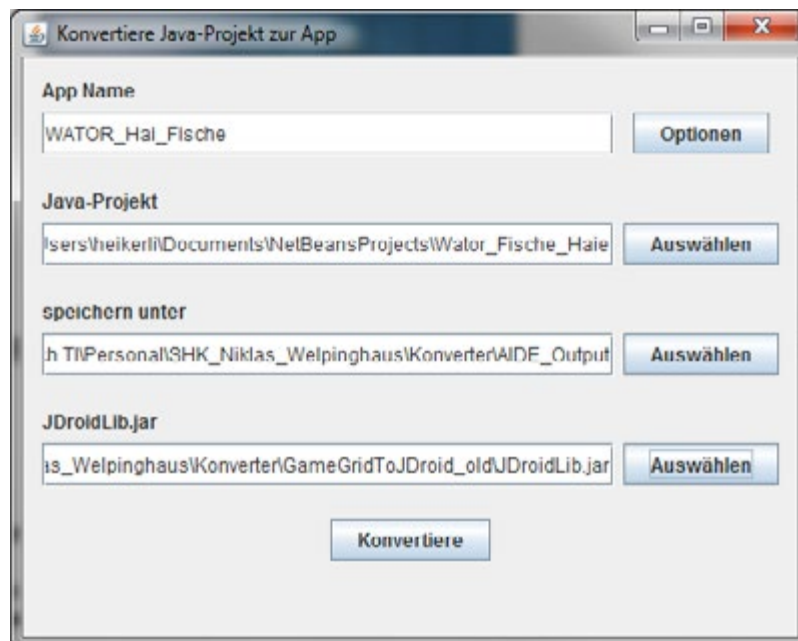 Konvertiere Java-Projekt zur App
App Name
WATOR_Hai_Fische
Optionen
Java-Projekt
sers\heikerli\Documents\NetBeansProjects\Wator_Fische_Haie
Auswählen
speichern unter
h TI\Personal\SHK_Niklas_Welpinghaus\Konverter\AIDE_Output
Auswählen
JDroidLib.jar
as_Welpinghaus\Konverter\GameGridToJDroid_old\JDroidLib.jar
Auswählen
Konvertiere